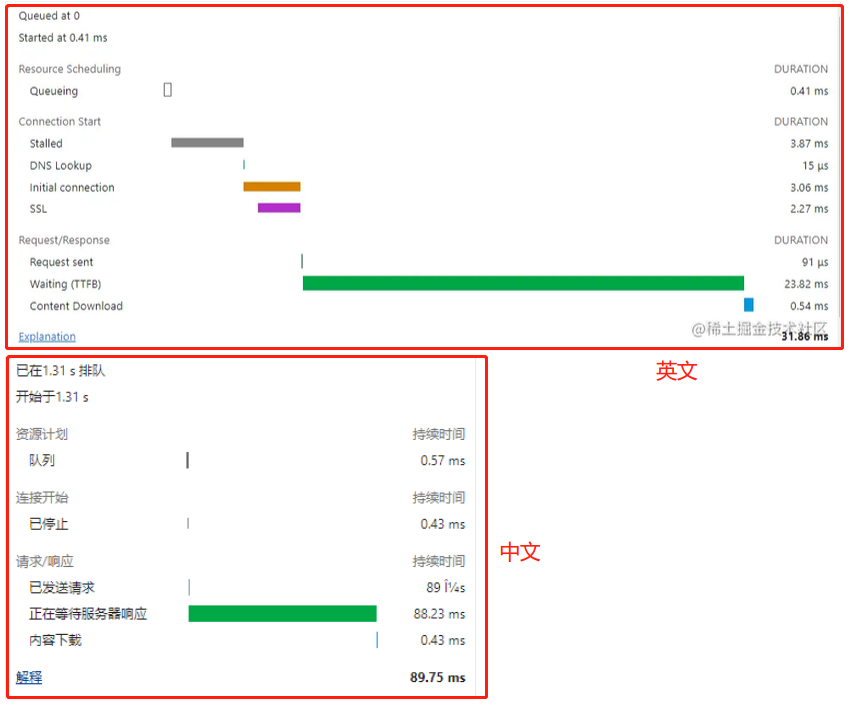 Queued at 0
Started at 0.41 ms
Resource Scheduling DURATION
Queueing 0.41 ms
Connection Start DURATION
Stalled 3.87 ms
DNS Lookup 15 μs
Initial connection 3.06 ms
SSL 2.27 ms
Request/Response DURATION
Request sent 91 μs
Waiting (TTFB) 23.82 ms
Content Download 0.54 ms
@稀土掘金技术社区
Explanation 31.86 ms
英文
已在1.31 s 排队
开始于1.31 s
资源计划 持续时间
队列 0.57 ms
连接开始 持续时间
已停止 0.43 ms
中文
请求/响应 持续时间
已发送请求 89 μs
正在等待服务器响应 88.23 ms
内容下载 0.43 ms
解释 89.75 ms